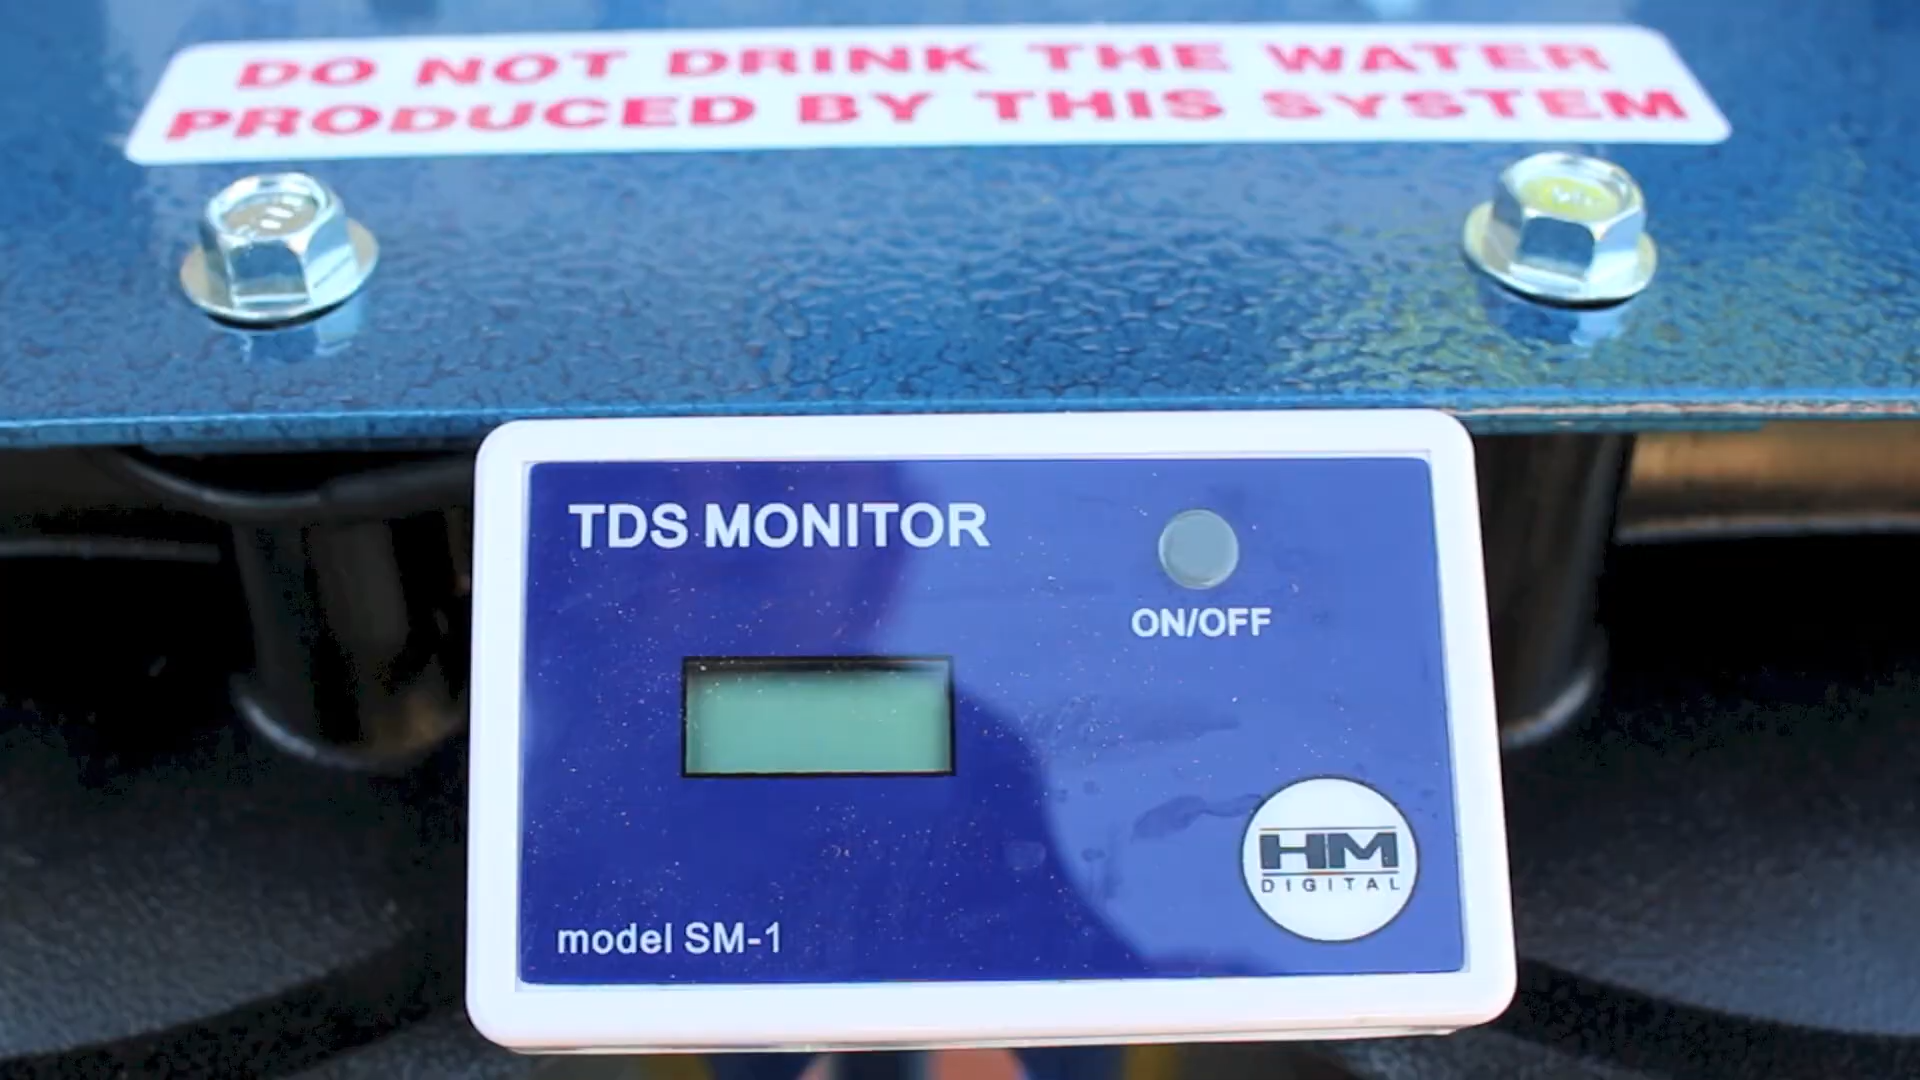 DO NOT DRINK THE WATER
PRODUCED BY THIS SYSTEM
TDS MONITOR
ON/OFF
HM
DIGITAL
model SM-1